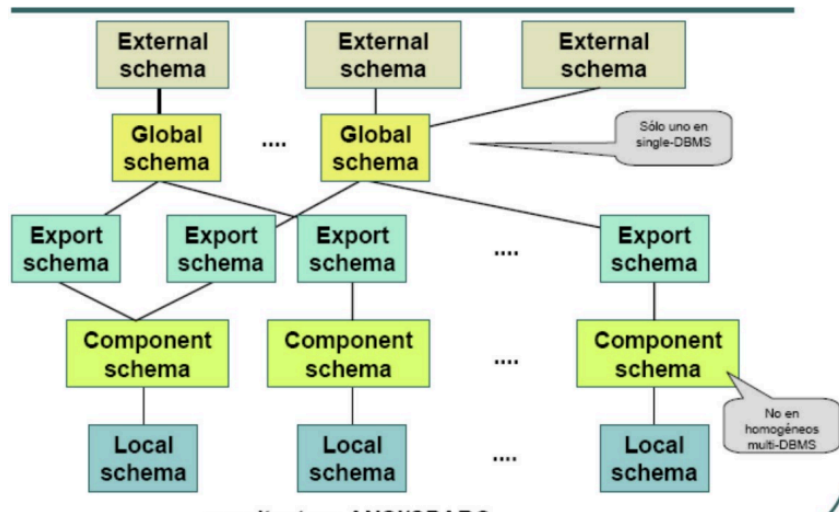 External
schema
External
schema
External
schema
Global
schema
....
Global
schema
Sólo uno en
single-DBMS
Export
schema
Export
schema
Export
schema
....
Export
schema
Component
schema
Component
schema
....
Component
schema
No en
homogéneos
multi-DBMS
Local
schema
Local
schema
....
Local
schema